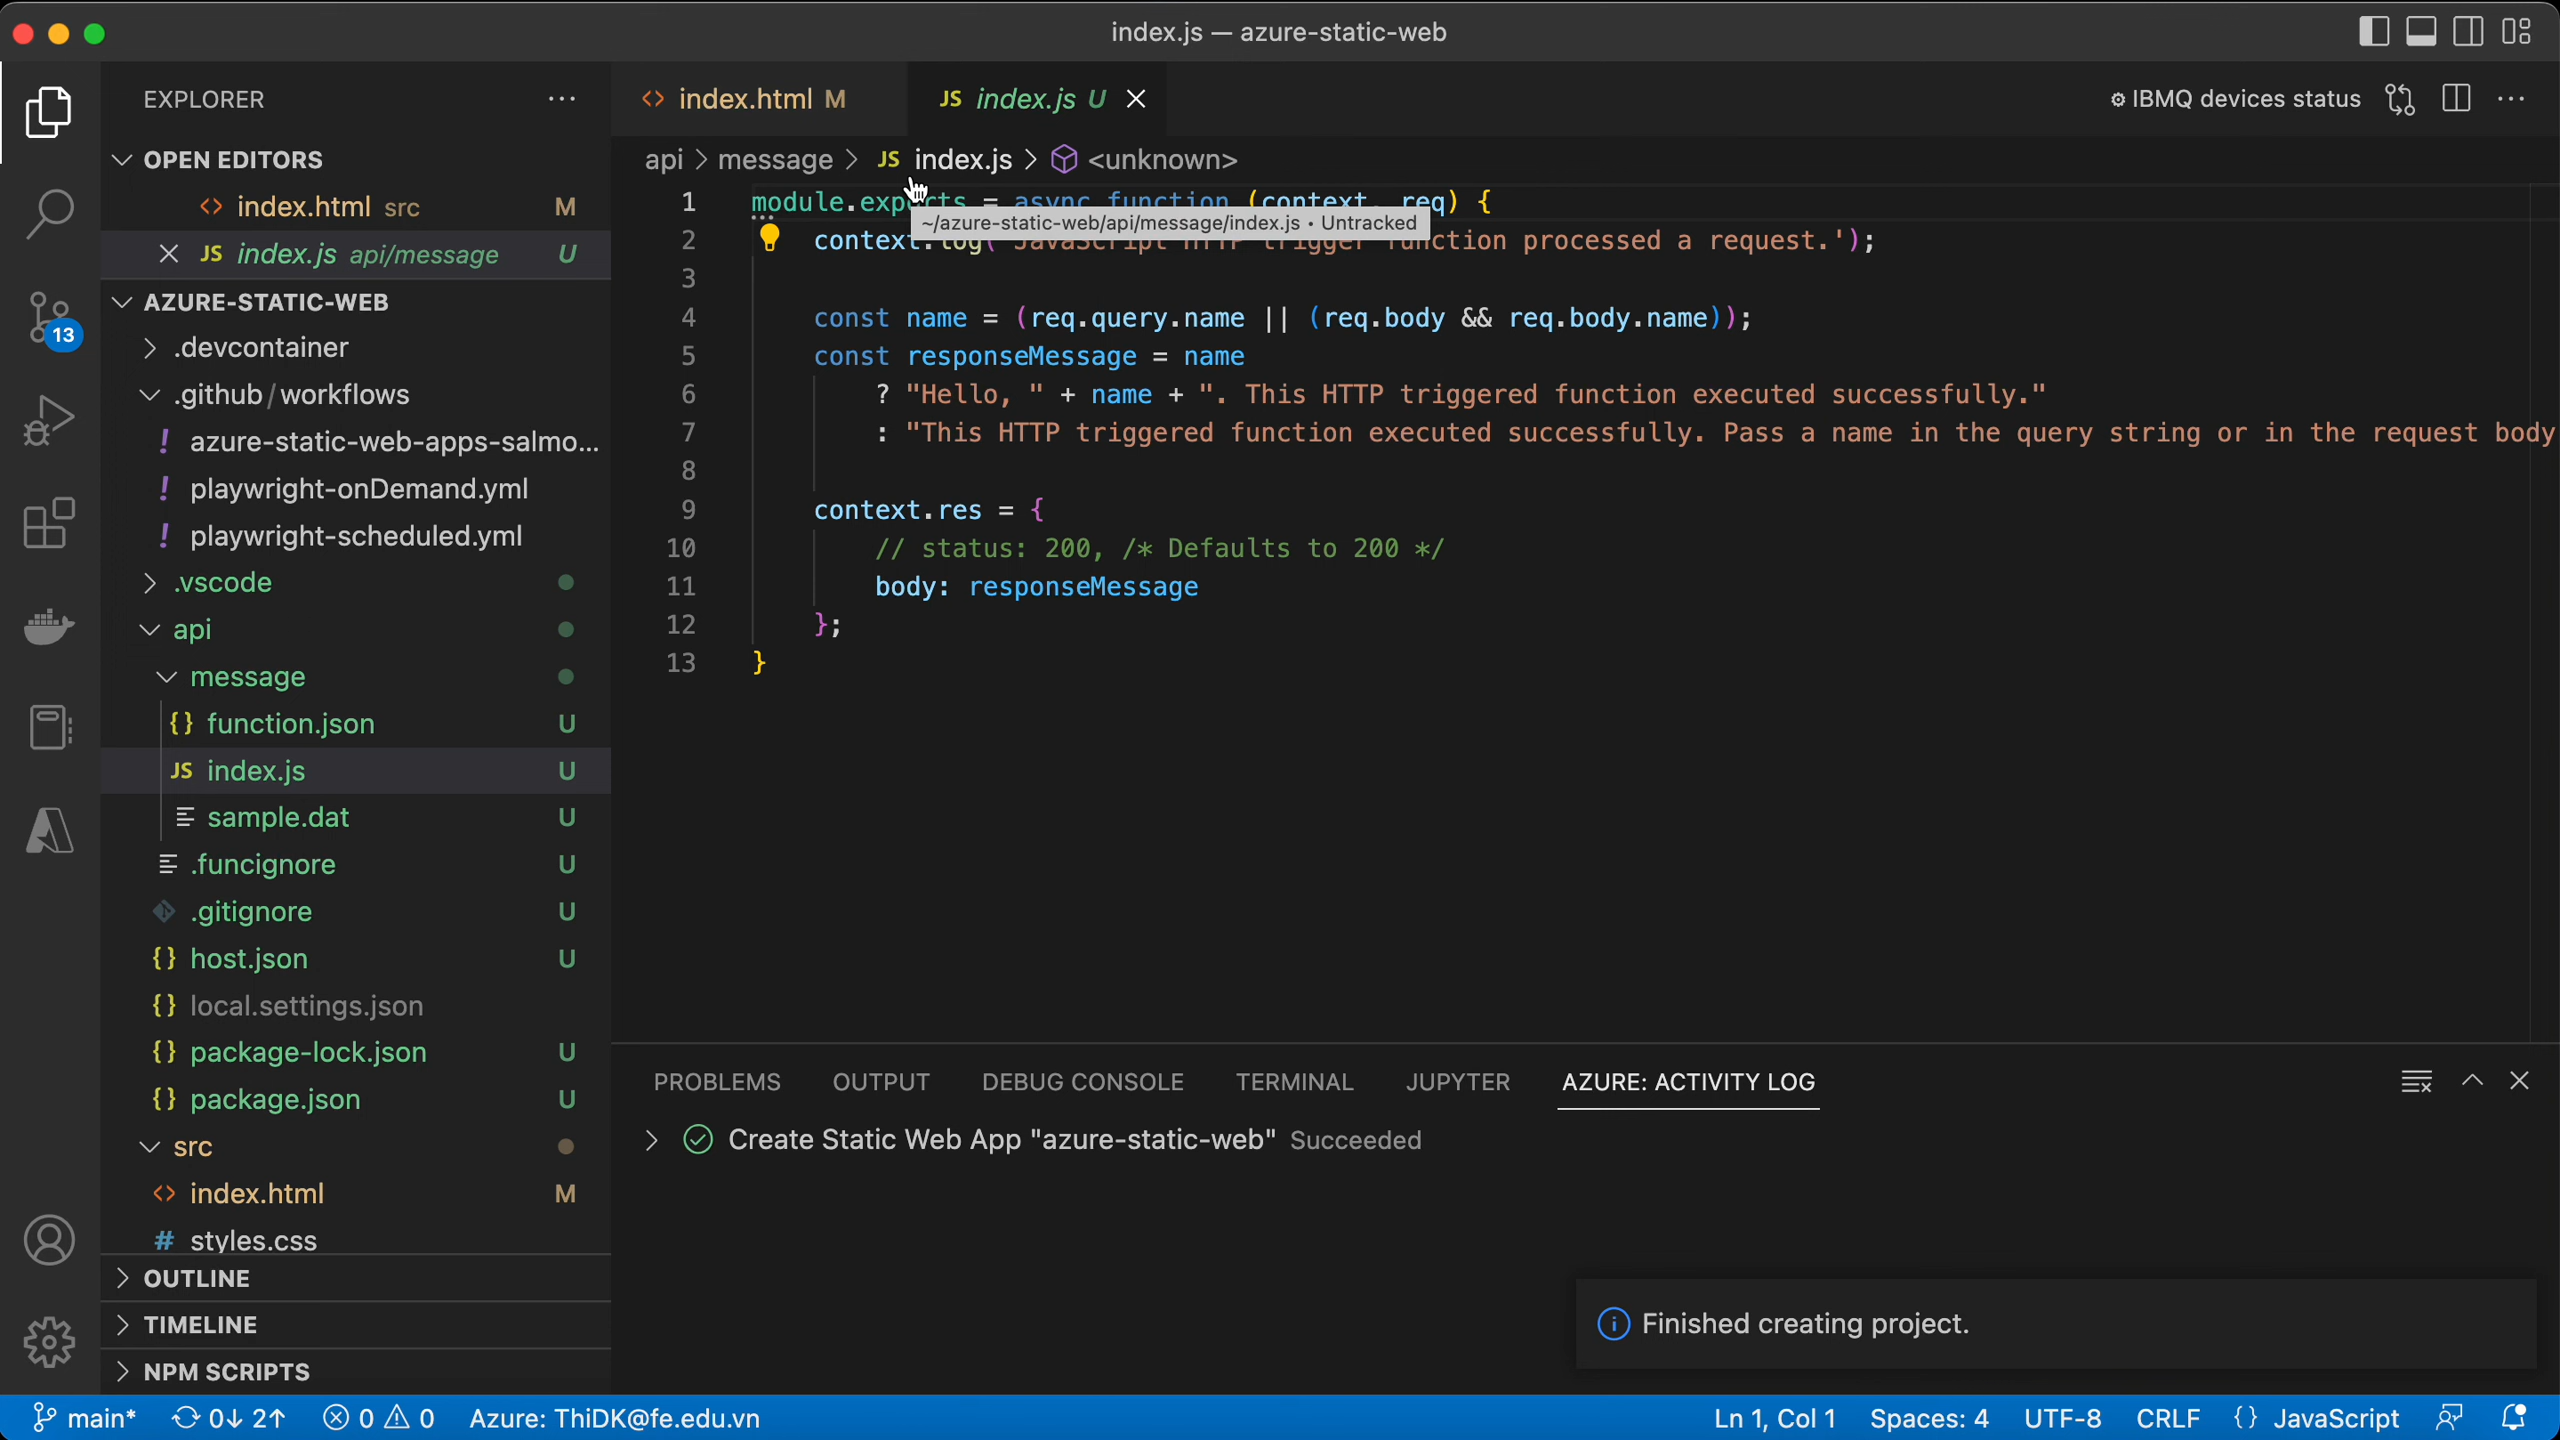 index.js — azure-static-web
EXPLORER
OPEN EDITORS
index.html src M
JS index.js api/message U
AZURE-STATIC-WEB
.devcontainer
.github/workflows
! azure-static-web-apps-salmo...
! playwright-onDemand.yml
! playwright-scheduled.yml
.vscode
api
message
{} function.json U
JS index.js U
sample.dat U
.funcignore U
.gitignore U
{} host.json U
{} local.settings.json
{} package-lock.json U
{} package.json U
src
<> index.html M
# styles.css
OUTLINE
TIMELINE
NPM SCRIPTS
13
<> index.html M
JS index.js U
IBMQ devices status
api > message > JS index.js > <unknown>
1 module.exports = async function (context, req) {
~/azure-static-web/api/message/index.js • Untracked
2 context.log('JavaScript HTTP trigger function processed a request.');
3
4 const name = (req.query.name || (req.body && req.body.name));
5 const responseMessage = name
6 ? "Hello, " + name + ". This HTTP triggered function executed successfully."
7 : "This HTTP triggered function executed successfully. Pass a name in the query string or in the request body
8
9 context.res = {
10 // status: 200, /* Defaults to 200 */
11 body: responseMessage
12 };
13 }
PROBLEMS OUTPUT DEBUG CONSOLE TERMINAL JUPYTER AZURE: ACTIVITY LOG
Create Static Web App "azure-static-web" Succeeded
Finished creating project.
main* 0↓ 2↑ 0 0 Azure: ThiDK@fe.edu.vn Ln 1, Col 1 Spaces: 4 UTF-8 CRLF {} JavaScript